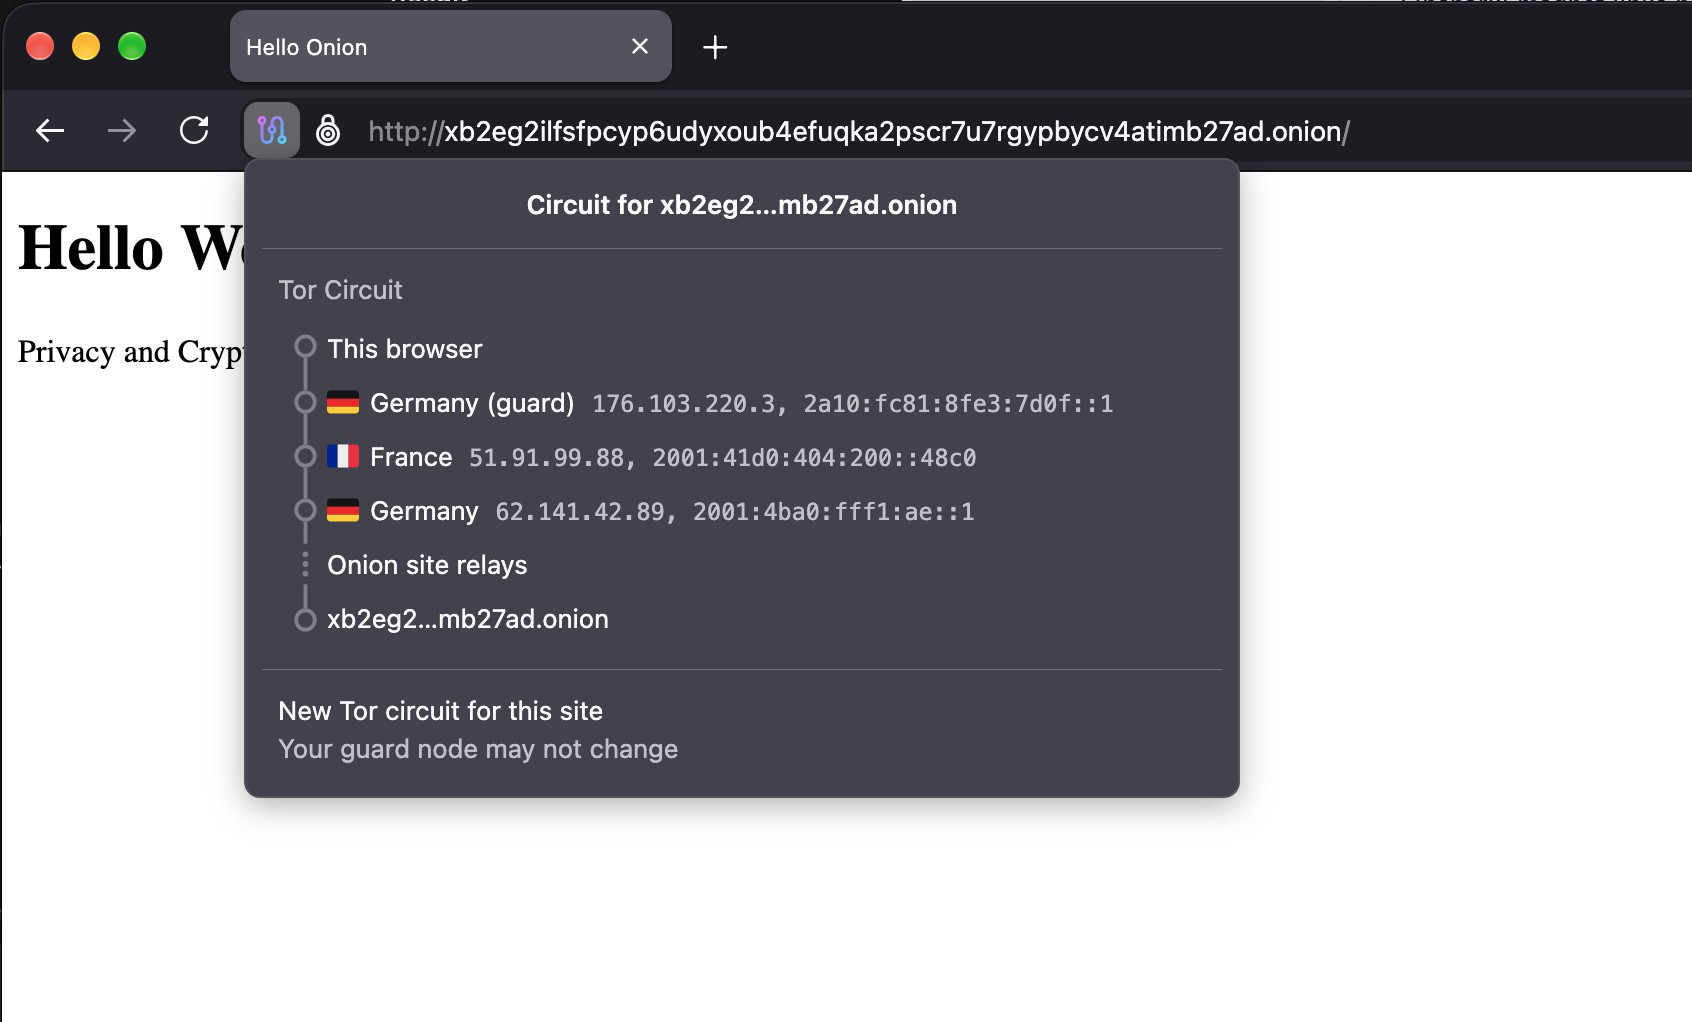 Hello Onion
http://xb2eg2ilfsfpcyp6udyxoub4efuqka2pscr7u7rgypbycv4atimb27ad.onion/
Circuit for xb2eg2...mb27ad.onion
Hello
Tor Circuit
This browser
Privacy and
Germany (guard) 176.103.220.3, 2a10:fc81:8fe3:7d0f::1
France 51.91.99.88, 2001:41d0:404:200::48c0
Germany 62.141.42.89, 2001:4ba0:fff1:ae::1
Onion site relays
xb2eg2...mb27ad.onion
New Tor circuit for this site
Your guard node may not change